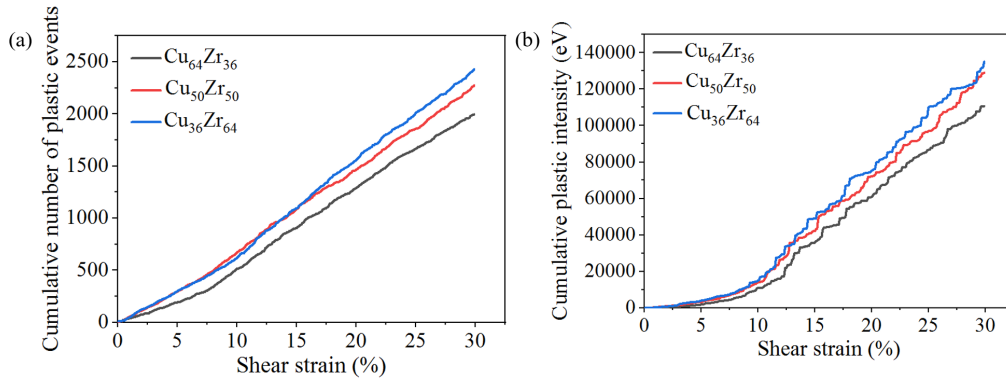 (a)
Cumulative number of plastic events
2500
2000
1500
1000
500
0
Cu64Zr36
Cu50Zr50
Cu36Zr64
0 5 10 15 20 25 30
Shear strain (%)
(b)
Cumulative plastic intensity (eV)
140000
120000
100000
80000
60000
40000
20000
0
Cu64Zr36
Cu50Zr50
Cu36Zr64
0 5 10 15 20 25 30
Shear strain (%)